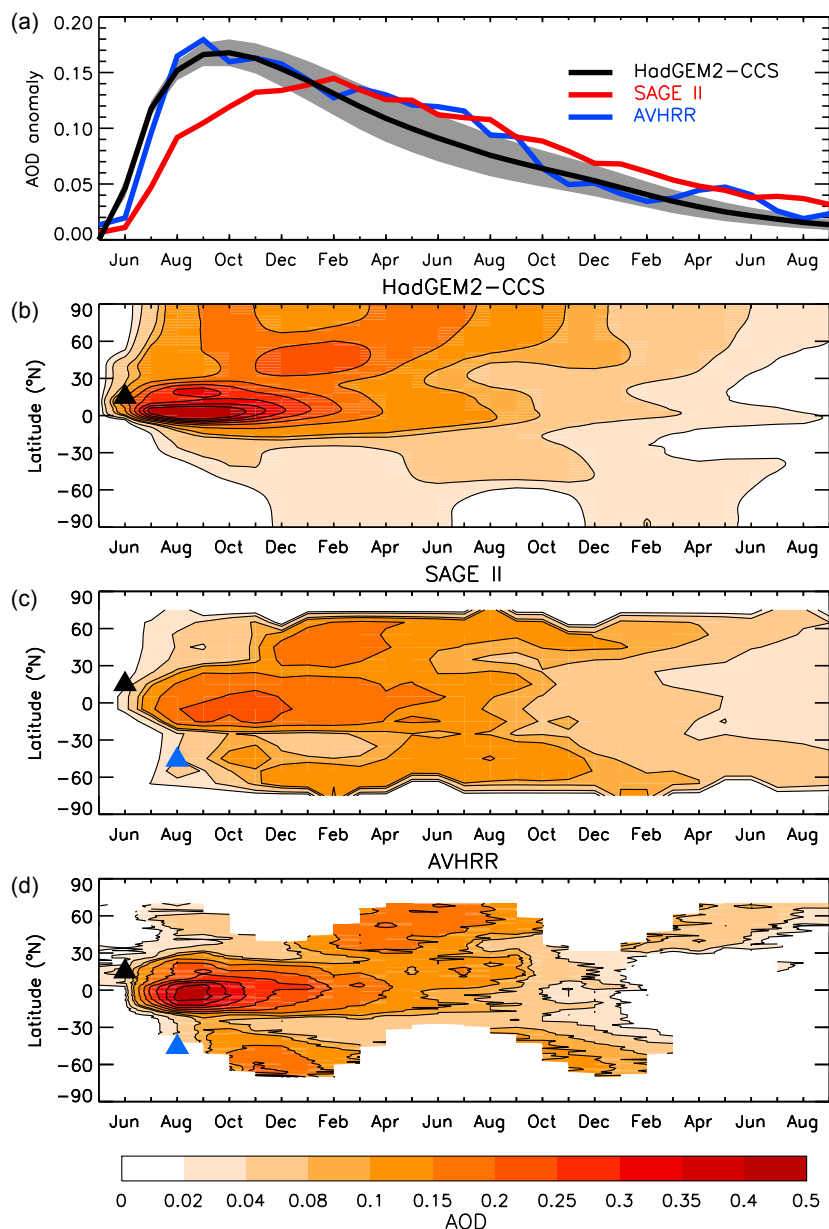 (a)
0.20
0.15
0.10
0.05
0.00
AOD anomaly
HadGEM2-CCS
SAGE II
AVHRR
Jun Aug Oct Dec Feb Apr Jun Aug Oct Dec Feb Apr Jun Aug
HadGEM2-CCS
(b)
90
60
30
0
-30
-60
-90
Latitude (°N)
Jun Aug Oct Dec Feb Apr Jun Aug Oct Dec Feb Apr Jun Aug
SAGE II
(c)
90
60
30
0
-30
-60
-90
Latitude (°N)
Jun Aug Oct Dec Feb Apr Jun Aug Oct Dec Feb Apr Jun Aug
AVHRR
(d)
90
60
30
0
-30
-60
-90
Latitude (°N)
Jun Aug Oct Dec Feb Apr Jun Aug Oct Dec Feb Apr Jun Aug
0 0.02 0.04 0.08 0.1 0.15 0.2 0.25 0.3 0.35 0.4 0.5
AOD